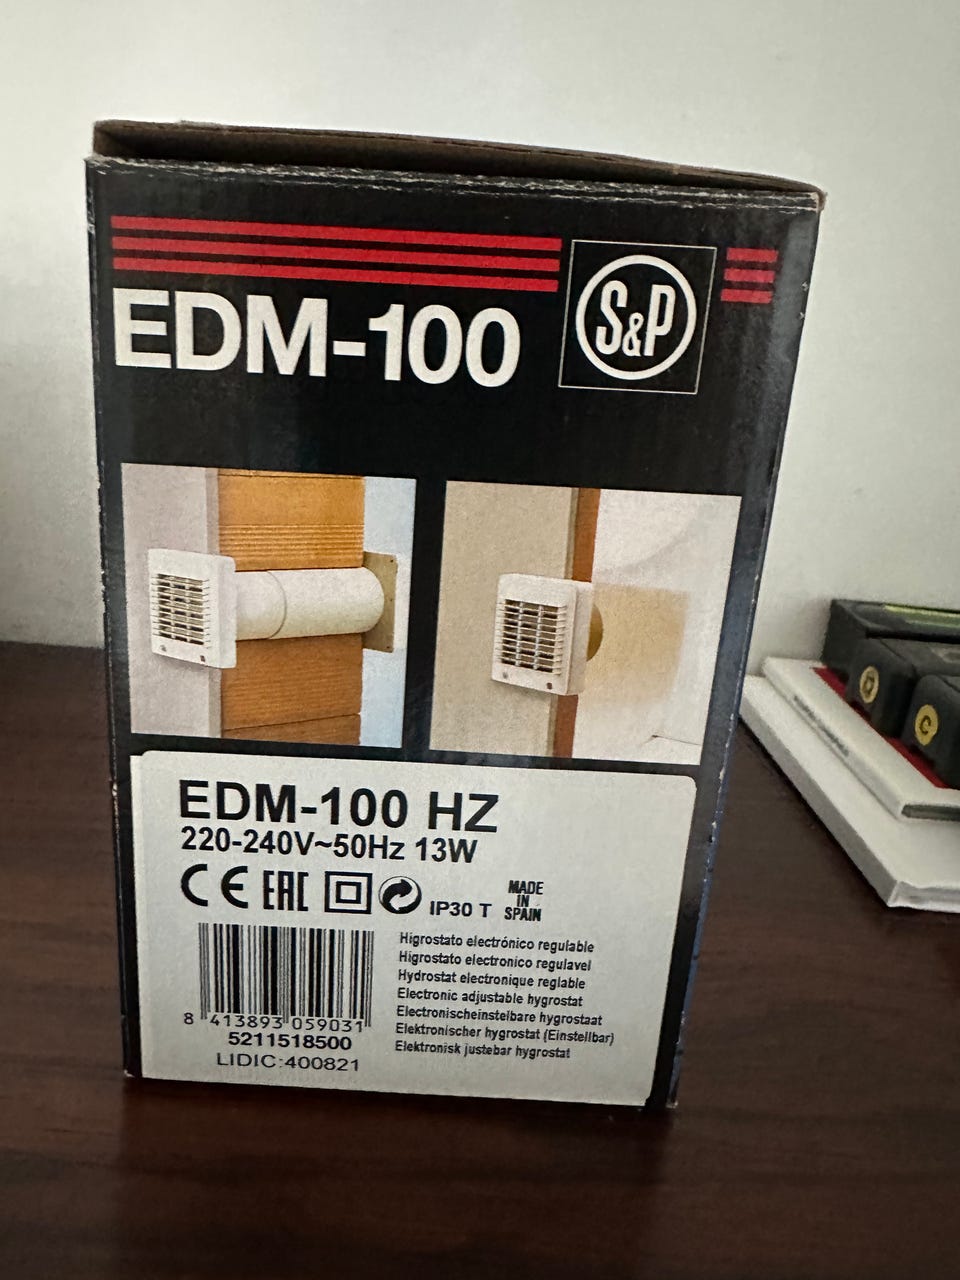 EDM-100
S&P
EDM-100 HZ
220-240V~50Hz 13W
CE EAC IP30 T
MADE
IN
SPAIN
8 413893 059031
5211518500
LIDIC:400821
Higrostato electrónico regulable
Higrostato electronico regulavel
Hydrostat electronique reglable
Electronic adjustable hygrostat
Electronischeinstelbare hygrostaat
Elektronischer hygrostat (Einstellbar)
Elektronisk justebar hygrostat
C